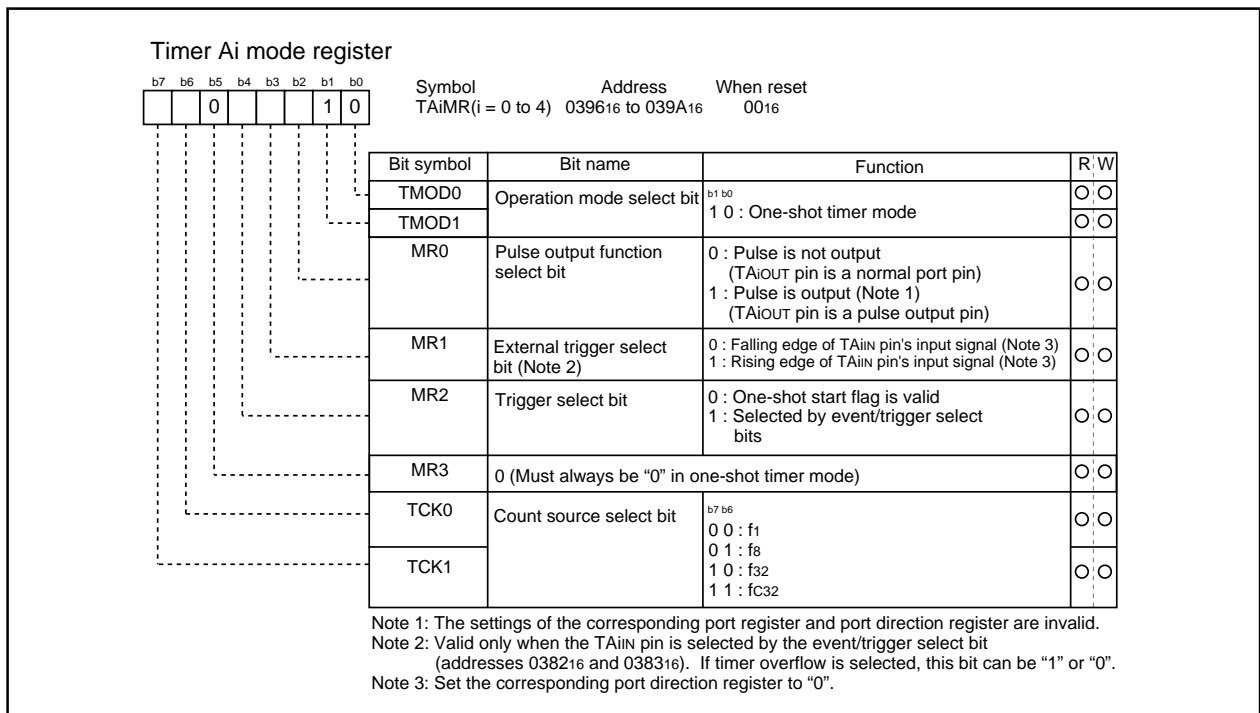 Timer Ai mode register
b7 b6 b5 b4 b3 b2 b1 b0
0 1 0
Symbol Address When reset
TAiMR(i = 0 to 4) 039616 to 039A16 0016
Bit symbol Bit name Function R W
TMOD0 Operation mode select bit b1 b0
1 0 : One-shot timer mode
TMOD1
MR0 Pulse output function select bit
0 : Pulse is not output
(TAiOUT pin is a normal port pin)
1 : Pulse is output (Note 1)
(TAiOUT pin is a pulse output pin)
MR1 External trigger select bit (Note 2)
0 : Falling edge of TAiIN pin's input signal (Note 3)
1 : Rising edge of TAiIN pin's input signal (Note 3)
MR2 Trigger select bit
0 : One-shot start flag is valid
1 : Selected by event/trigger select
bits
MR3 0 (Must always be “0” in one-shot timer mode)
TCK0 Count source select bit b7 b6
0 0 : f1
0 1 : f8
TCK1 1 0 : f32
1 1 : fC32
Note 1: The settings of the corresponding port register and port direction register are invalid.
Note 2: Valid only when the TAiIN pin is selected by the event/trigger select bit
(addresses 038216 and 038316). If timer overflow is selected, this bit can be “1” or “0”.
Note 3: Set the corresponding port direction register to “0”.